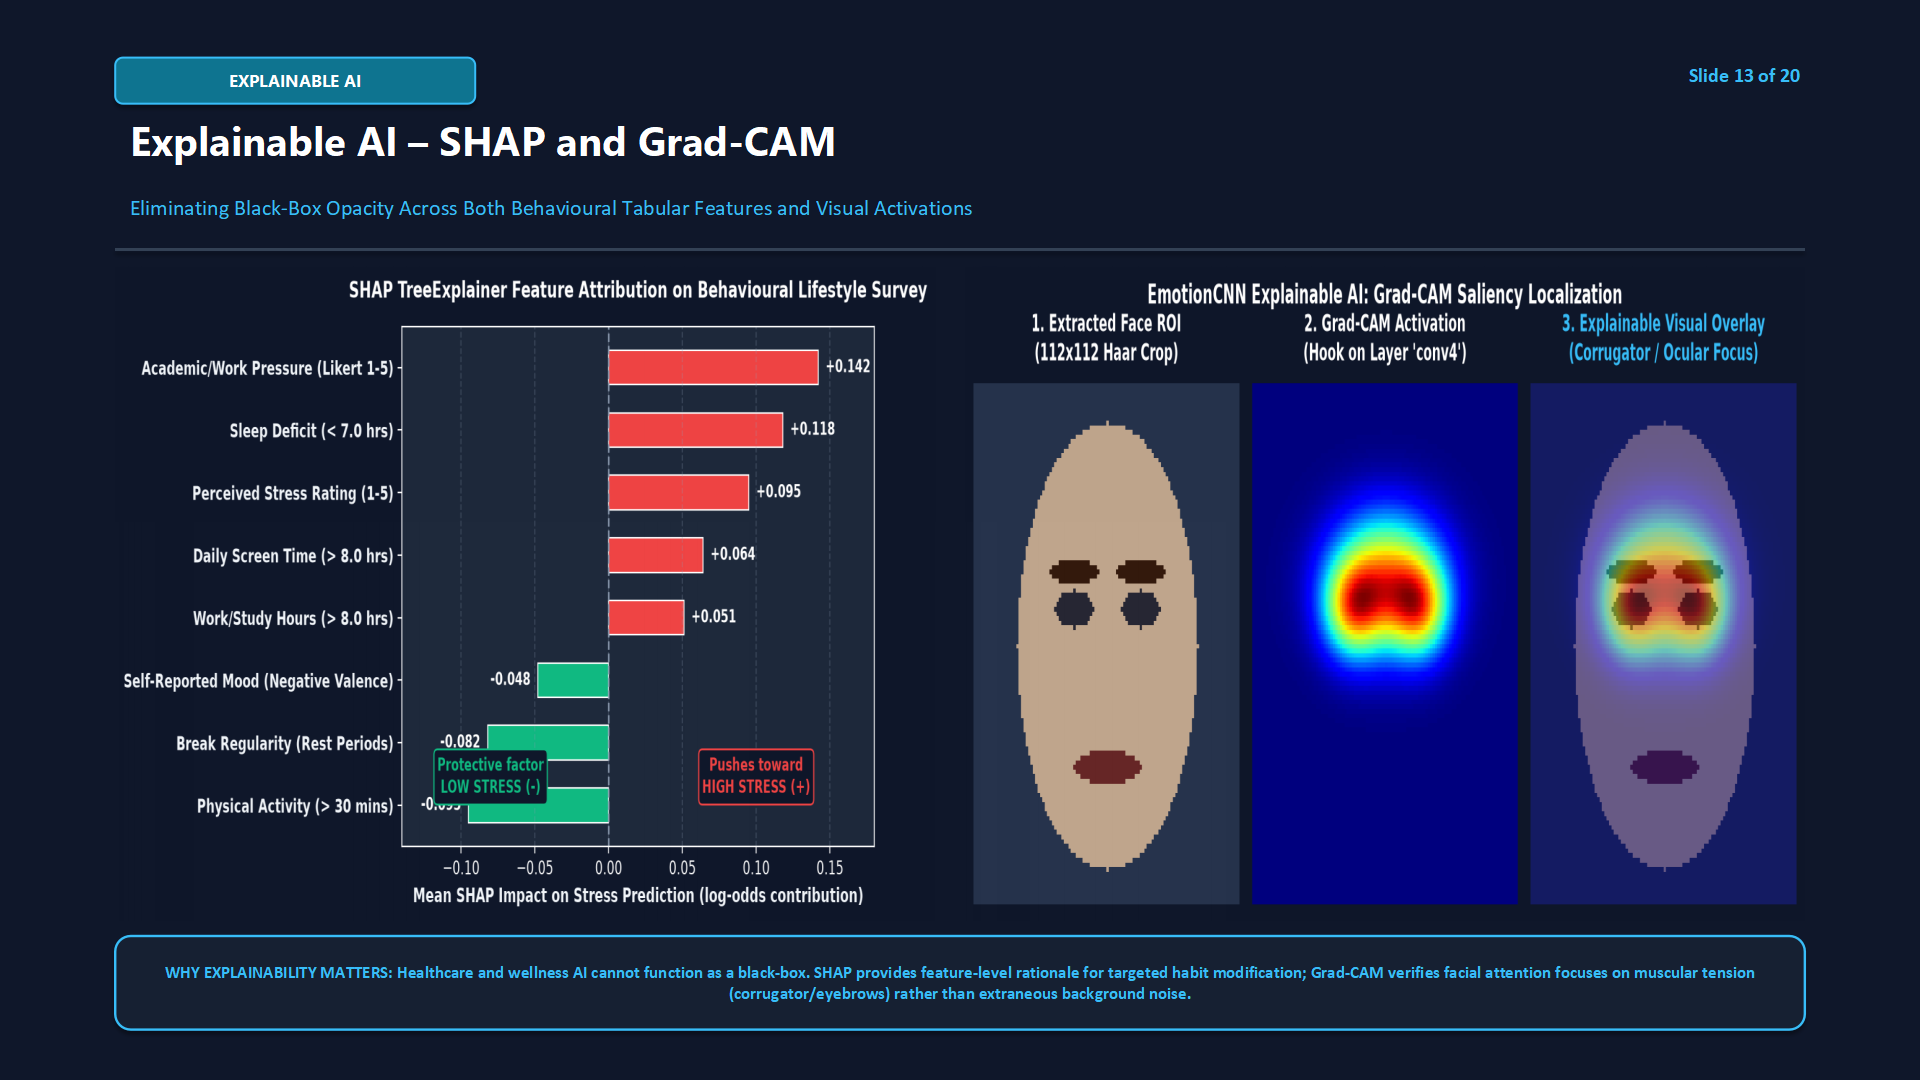 EXPLAINABLE AI
Slide 13 of 20
Explainable AI – SHAP and Grad-CAM
Eliminating Black-Box Opacity Across Both Behavioural Tabular Features and Visual Activations
SHAP TreeExplainer Feature Attribution on Behavioural Lifestyle Survey
Academic/Work Pressure (Likert 1-5)
+0.142
Sleep Deficit (< 7.0 hrs)
+0.118
Perceived Stress Rating (1-5)
+0.095
Daily Screen Time (> 8.0 hrs)
+0.064
Work/Study Hours (> 8.0 hrs)
+0.051
Self-Reported Mood (Negative Valence)
-0.048
Break Regularity (Rest Periods)
-0.082
Protective factor
LOW STRESS (-)
Pushes toward
HIGH STRESS (+)
Physical Activity (> 30 mins)
−0.10
−0.05
0.00
0.05
0.10
0.15
Mean SHAP Impact on Stress Prediction (log-odds contribution)
EmotionCNN Explainable AI: Grad-CAM Saliency Localization
1. Extracted Face ROI
(112x112 Haar Crop)
2. Grad-CAM Activation
(Hook on Layer 'conv4')
3. Explainable Visual Overlay
(Corrugator / Ocular Focus)
WHY EXPLAINABILITY MATTERS: Healthcare and wellness AI cannot function as a black-box. SHAP provides feature-level rationale for targeted habit modification; Grad-CAM verifies facial attention focuses on muscular tension
(corrugator/eyebrows) rather than extraneous background noise.